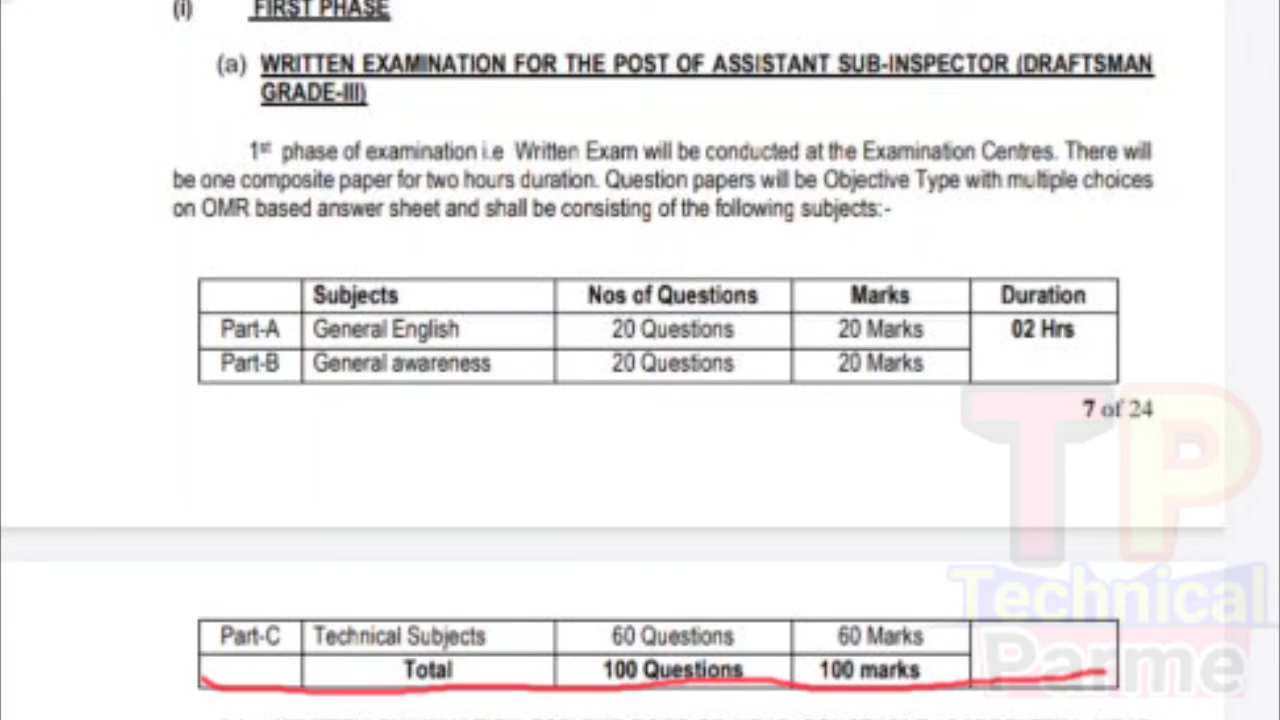 (i) FIRST PHASE
(a) WRITTEN EXAMINATION FOR THE POST OF ASSISTANT SUB-INSPECTOR (DRAFTSMAN
GRADE-III)
1st phase of examination i.e Written Exam will be conducted at the Examination Centres. There will
be one composite paper for two hours duration. Question papers will be Objective Type with multiple choices
on OMR based answer sheet and shall be consisting of the following subjects:-
Subjects Nos of Questions Marks Duration
Part-A General English 20 Questions 20 Marks 02 Hrs
Part-B General awareness 20 Questions 20 Marks
7 of 24
TP
Technical
Parme
Part-C Technical Subjects 60 Questions 60 Marks
Total 100 Questions 100 marks